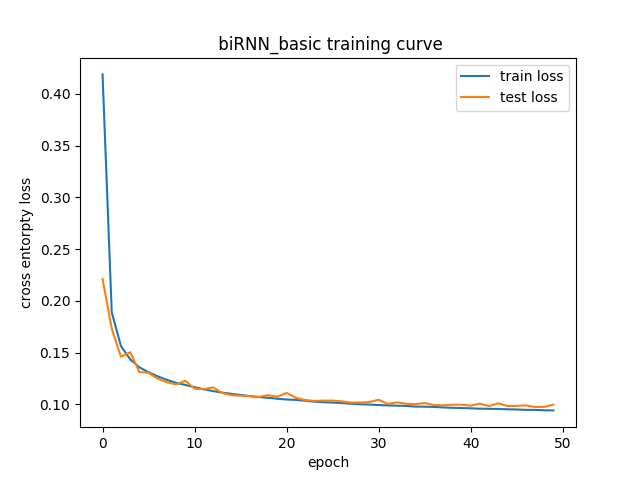 biRNN_basic training curve
train loss
test loss
0.40
0.35
0.30
0.25
0.20
0.15
0.10
cross entorpty loss
0
10
20
30
40
50
epoch